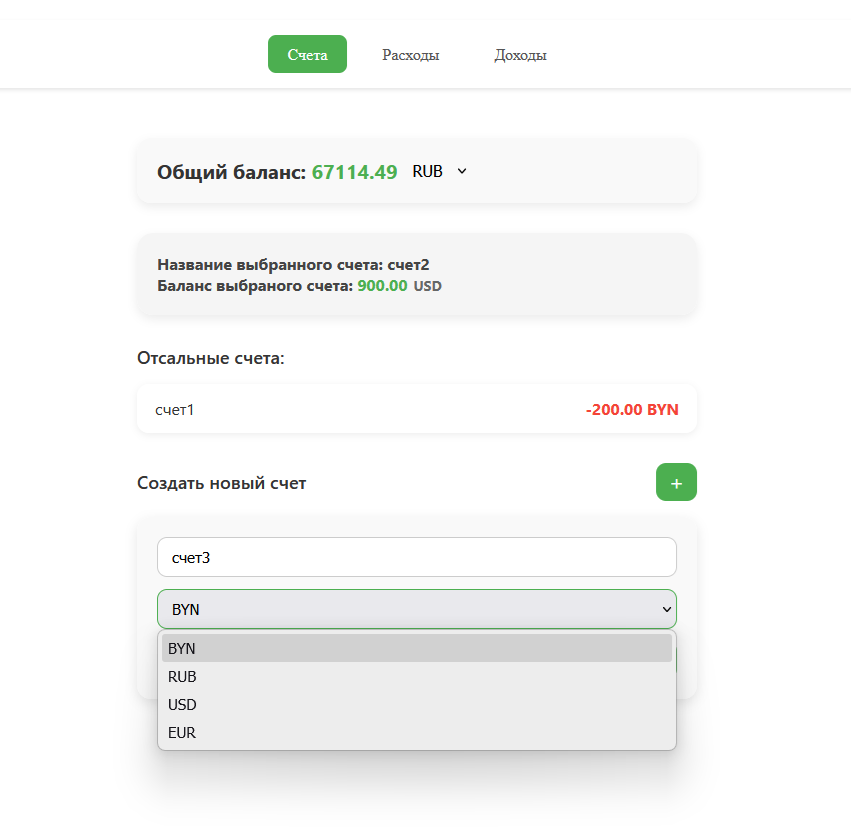 Счета Расходы Доходы
Общий баланс: 67114.49 RUB
Название выбранного счета: счет2
Баланс выбраного счета: 900.00 USD
Отсальные счета:
счет1 -200.00 BYN
Создать новый счет +
счет3
BYN
BYN
RUB
USD
EUR